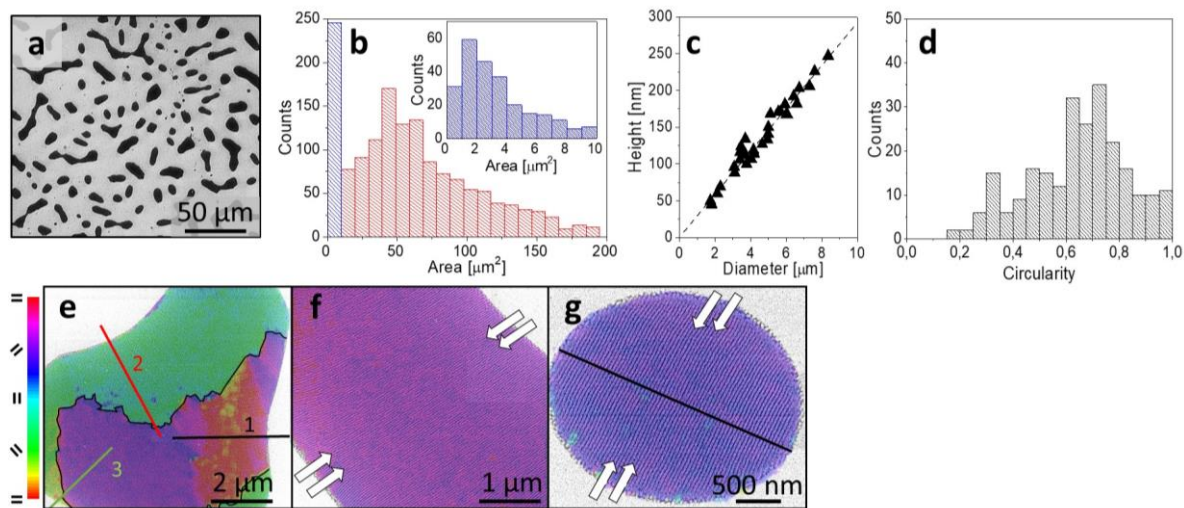 a
50 μm
b
Counts
250
200
150
100
50
0
0
50
100
150
200
Area [μm²]
Counts
60
40
20
0
0 2 4 6 8 10
Area [μm²]
c
Height [nm]
300
250
200
150
100
50
0
0 2 4 6 8 10
Diameter [μm]
d
Counts
50
40
30
20
10
0
0,0 0,2 0,4 0,6 0,8 1,0
Circularity
e
2
1
3
2 μm
f
1 μm
g
500 nm